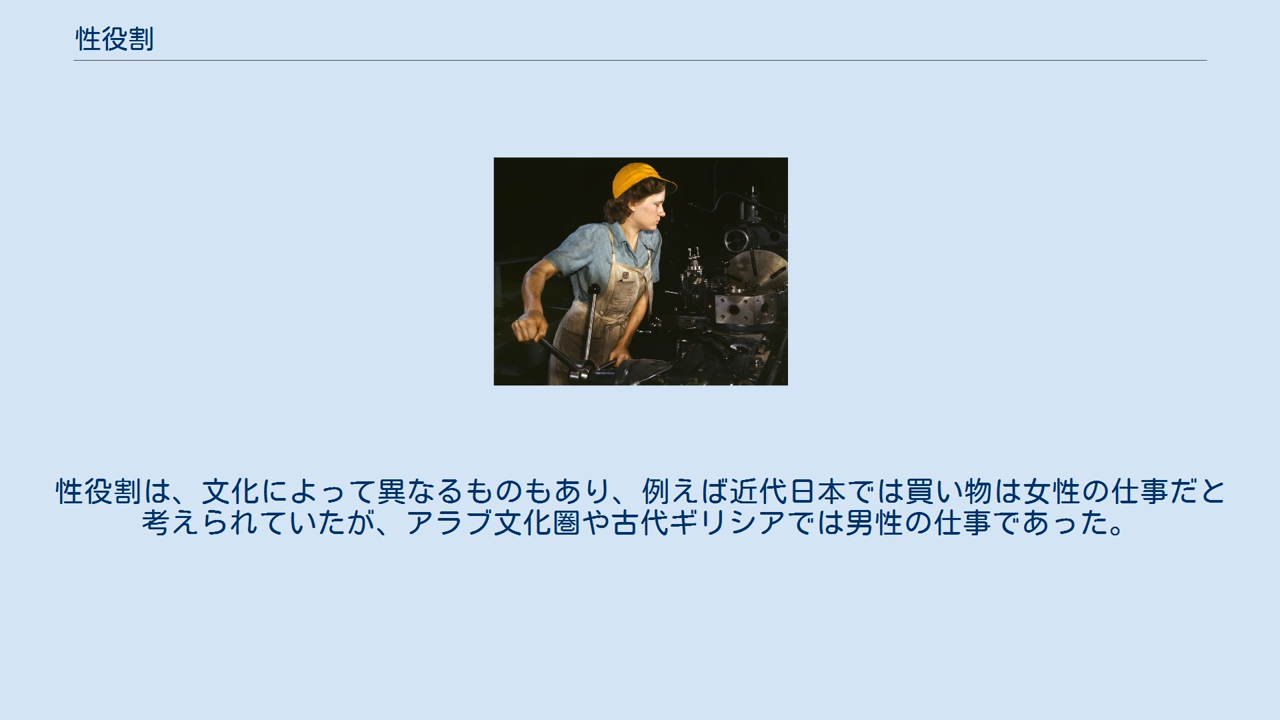 性役割
性役割は、文化によって異なるものもあり、例えば近代日本では買い物は女性の仕事だと
考えられていたが、アラブ文化圏や古代ギリシアでは男性の仕事であった。